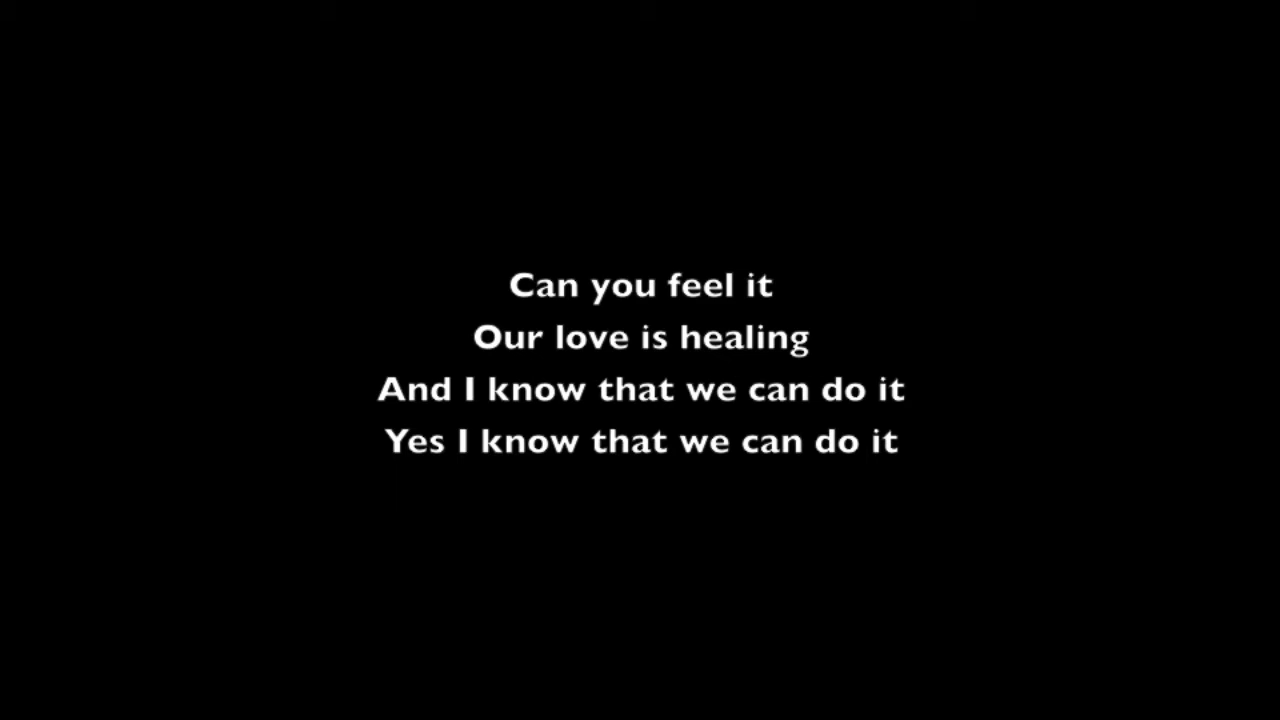 Can you feel it
Our love is healing
And I know that we can do it
Yes I know that we can do it